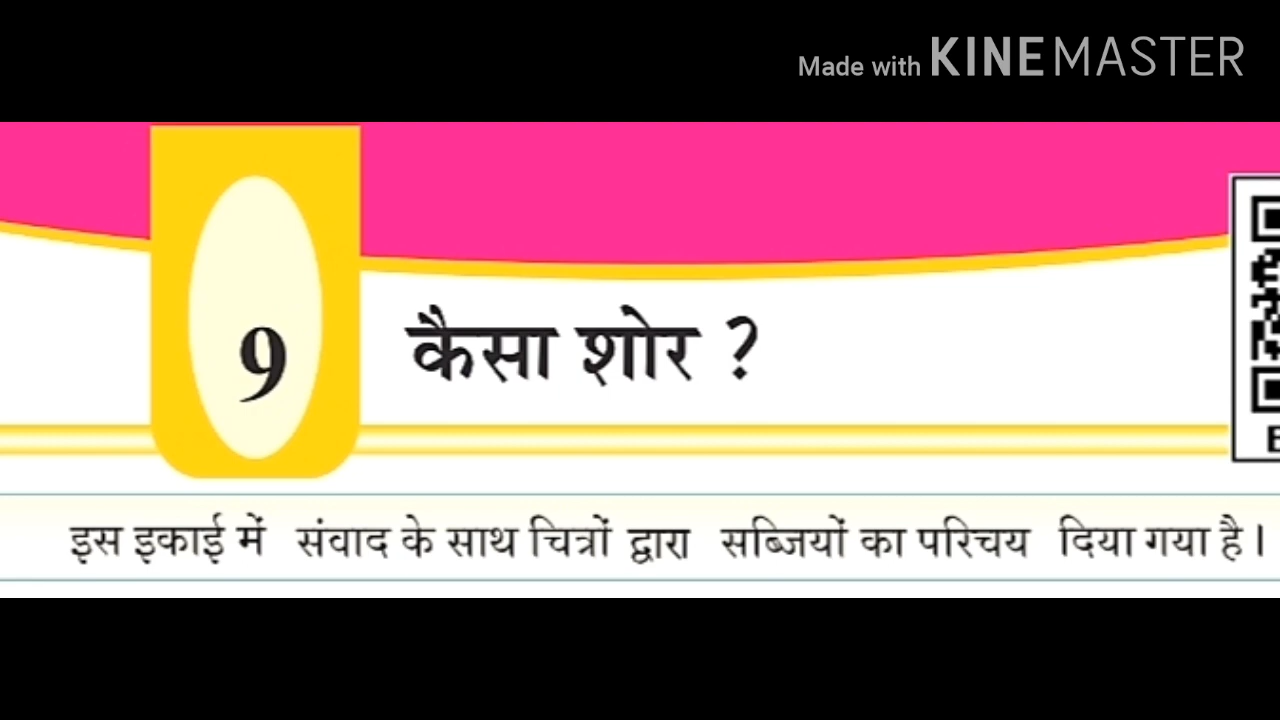 Made with KINEMASTER
9
कैसा शोर ?
इस इकाई में संवाद के साथ चित्रों द्वारा सब्जियों का परिचय दिया गया है।